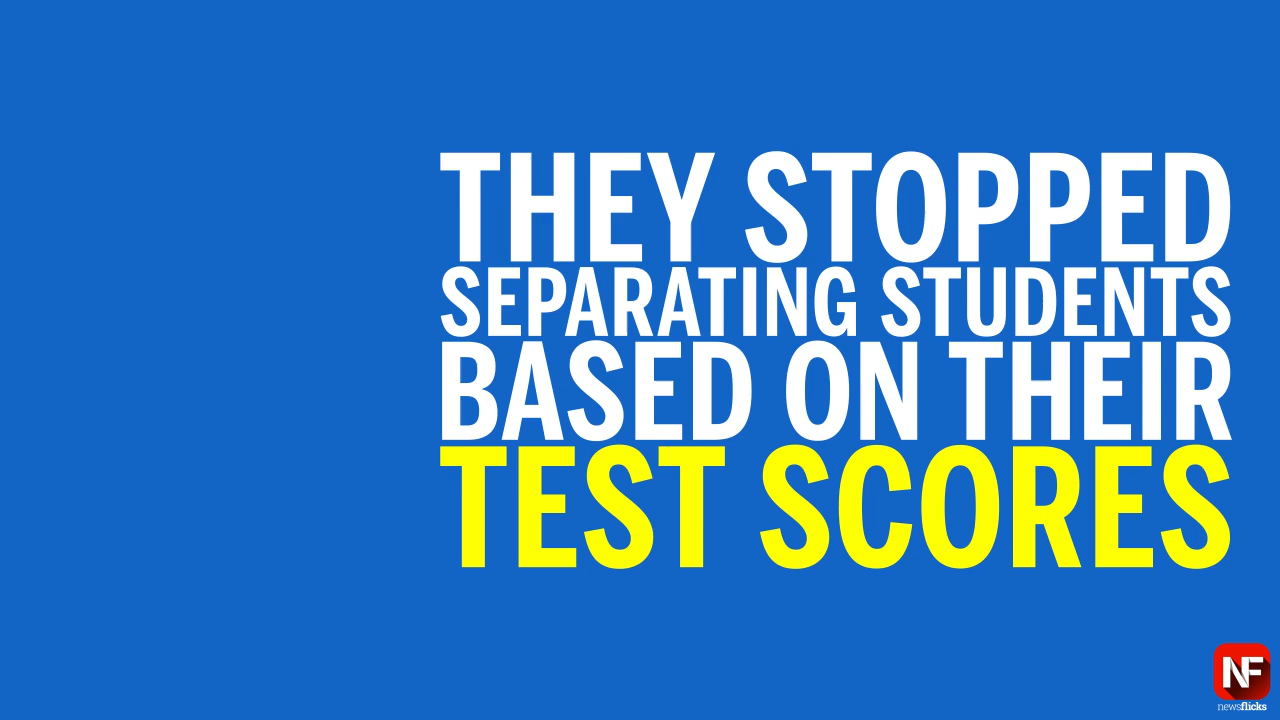 THEY STOPPED
SEPARATING STUDENTS
BASED ON THEIR
TEST SCORES
NF
newsflicks